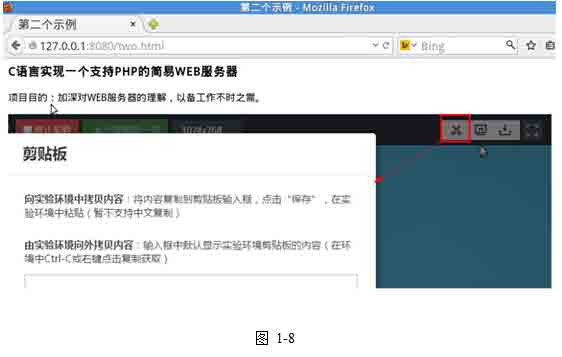 第二个示例 - Mozilla Firefox
第二个示例
127.0.0.1:8080/two.html
Bing
C语言实现一个支持PHP的简易WEB服务器
项目目的：加深对WEB服务器的理解，以备工作不时之需。
1024x768
剪贴板
向实验环境中拷贝内容：将内容复制到剪贴板输入框，点击“保存”，在实
验环境中粘贴（暂不支持中文复制）
由实验环境向外拷贝内容：输入框中默认显示实验环境剪贴板的内容（在环
境中Ctrl-C或右键点击复制获取）
图 1-8